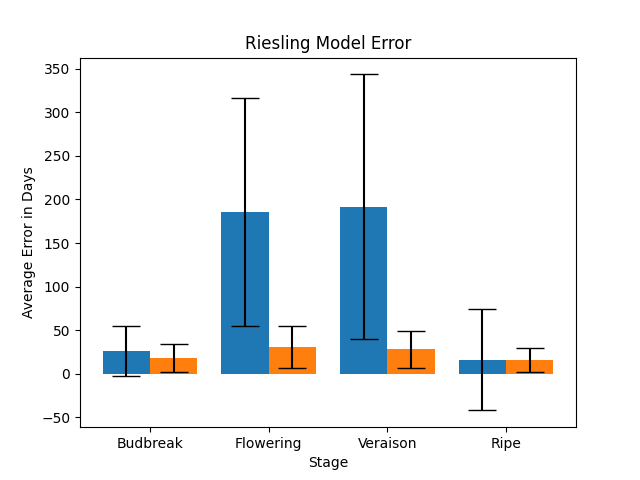 Riesling Model Error
Average Error in Days
350
300
250
200
150
100
50
0
−50
Budbreak
Flowering
Veraison
Ripe
Stage